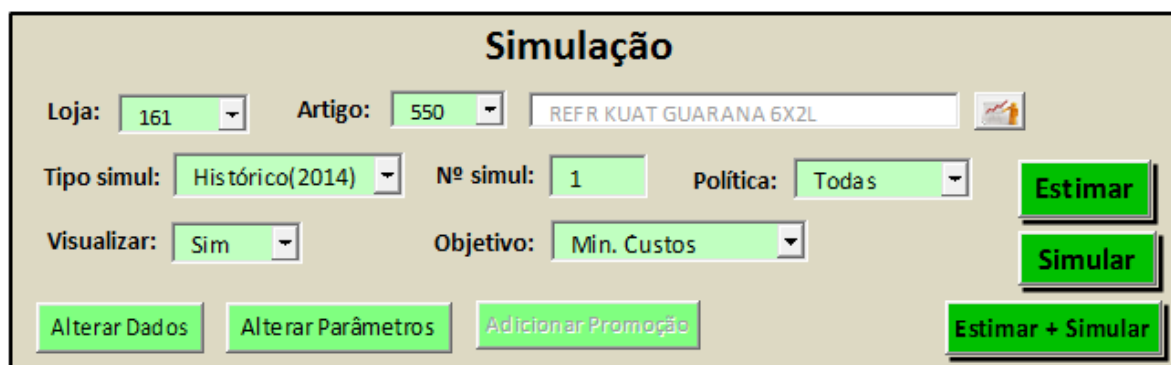 Simulação
Loja: 161 Artigo: 550 REFR KUAT GUARANA 6X2L
Tipo simul: Histórico(2014) Nº simul: 1 Política: Todas Estimar
Visualizar: Sim Objetivo: Min. Custos Simular
Alterar Dados Alterar Parâmetros Adicionar Promoção Estimar + Simular